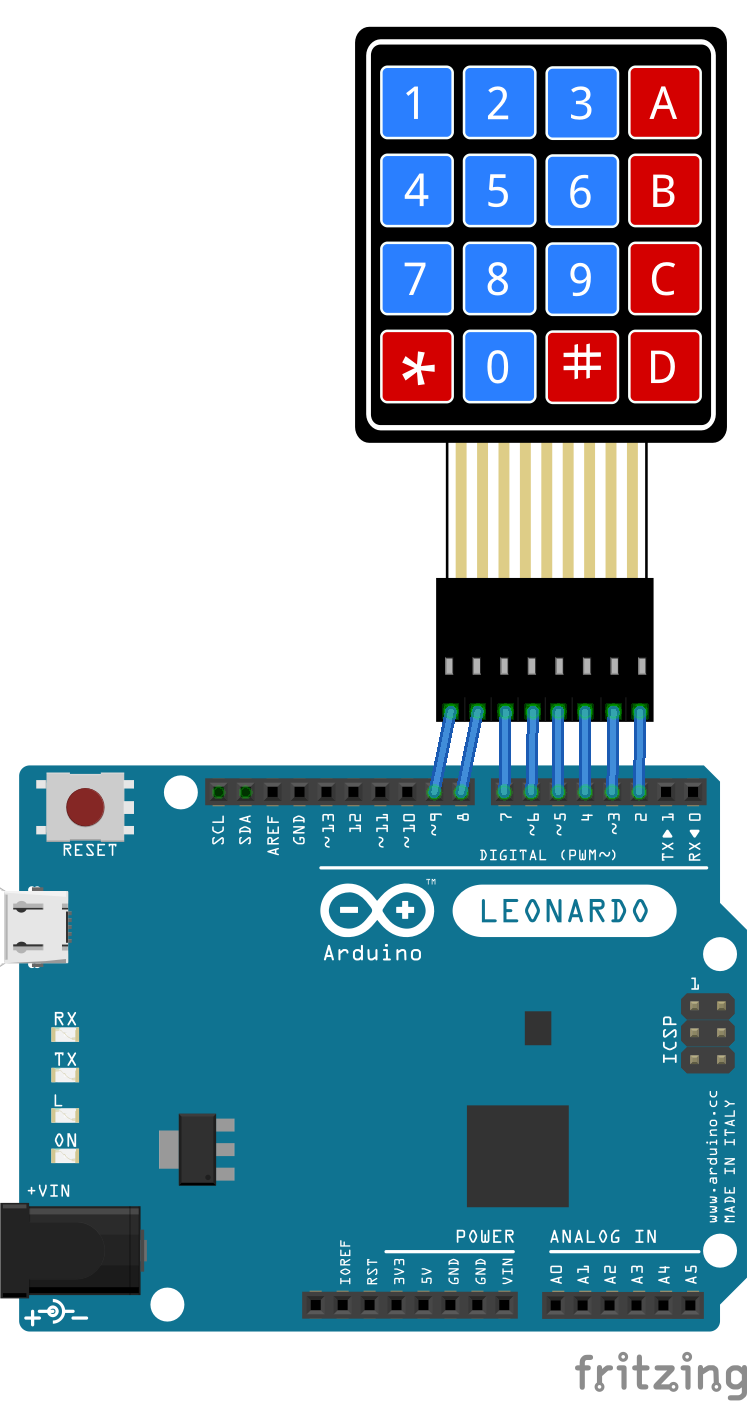 1 2 3 A
4 5 6 B
7 8 9 C
* 0 # D
RESET
SCL SDA AREF GND ~13 12 ~11 ~10 ~9 8 7 ~6 ~5 4 ~3 2 TX▶1 RX◀0
DIGITAL (PWM~)
TM
LEONARDO
Arduino
1
ICSP
RX
TX
L
ON
www.arduino.cc
MADE IN ITALY
+VIN
POWER
ANALOG IN
IOREF RST 3V3 5V GND GND VIN A0 A1 A2 A3 A4 A5
fritzing